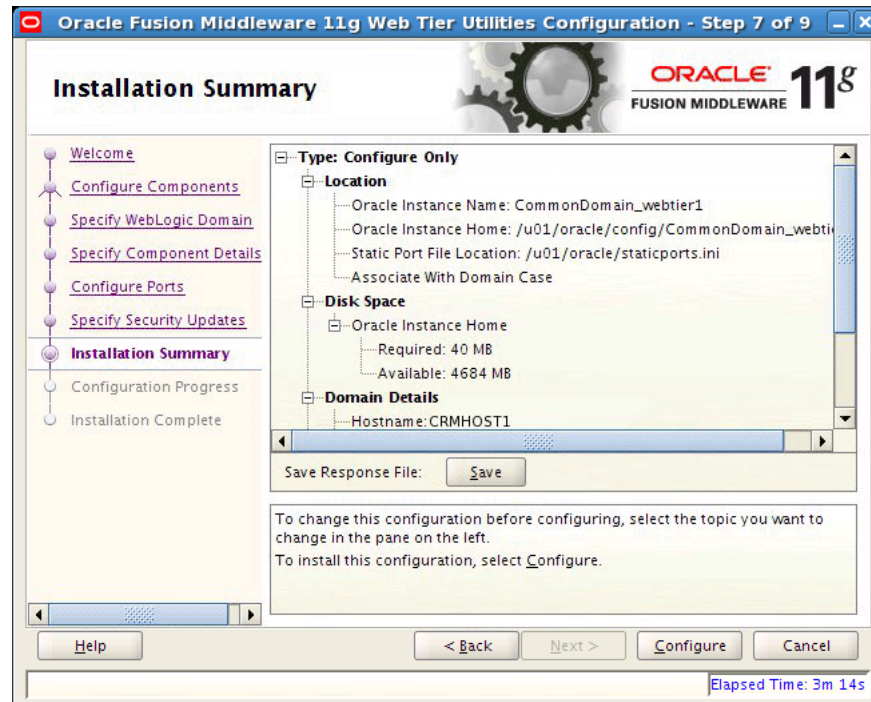 Oracle Fusion Middleware 11g Web Tier Utilities Configuration - Step 7 of 9
Installation Summary
ORACLE
FUSION MIDDLEWARE
11g
Welcome
Configure Components
Specify WebLogic Domain
Specify Component Details
Configure Ports
Specify Security Updates
Installation Summary
Configuration Progress
Installation Complete
Type: Configure Only
Location
Oracle Instance Name: CommonDomain_webtier1
Oracle Instance Home: /u01/oracle/config/CommonDomain_webti
Static Port File Location: /u01/oracle/staticports.ini
Associate With Domain Case
Disk Space
Oracle Instance Home
Required: 40 MB
Available: 4684 MB
Domain Details
Hostname:CRMHOST1
Save Response File: Save
To change this configuration before configuring, select the topic you want to
change in the pane on the left.
To install this configuration, select Configure.
Help < Back Next > Configure Cancel
Elapsed Time: 3m 14s